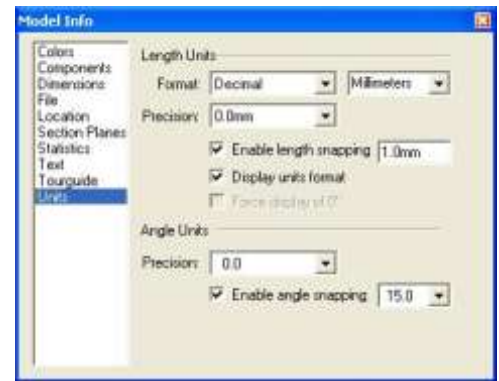 Model Info
Colors
Components
Dimensions
File
Location
Section Planes
Statistics
Text
Tourguide
Units
Length Units
Format: Decimal Millimeters
Precision: 0.0mm
Enable length snapping 1.0mm
Display units format
Force display of 0"
Angle Units
Precision: 0.0
Enable angle snapping 15.0